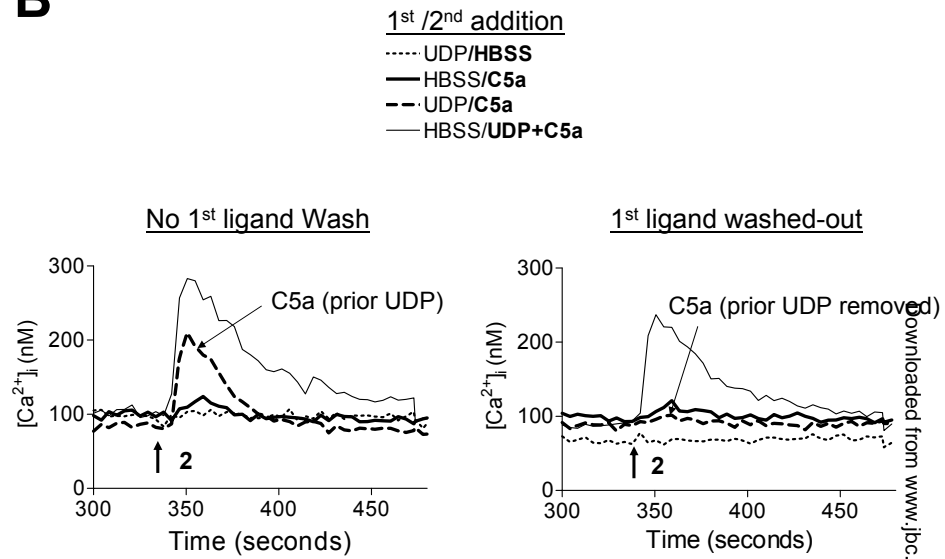 B
1st /2nd addition
UDP/HBSS
HBSS/C5a
UDP/C5a
HBSS/UDP+C5a
No 1st ligand Wash
300
200
100
0
[Ca2+]i (nM)
C5a (prior UDP)
2
300 350 400 450
Time (seconds)
1st ligand washed-out
300
200
100
0
[Ca2+]i (nM)
C5a (prior UDP removed)
2
300 350 400 450
Time (seconds)
Downloaded from www.jbc.